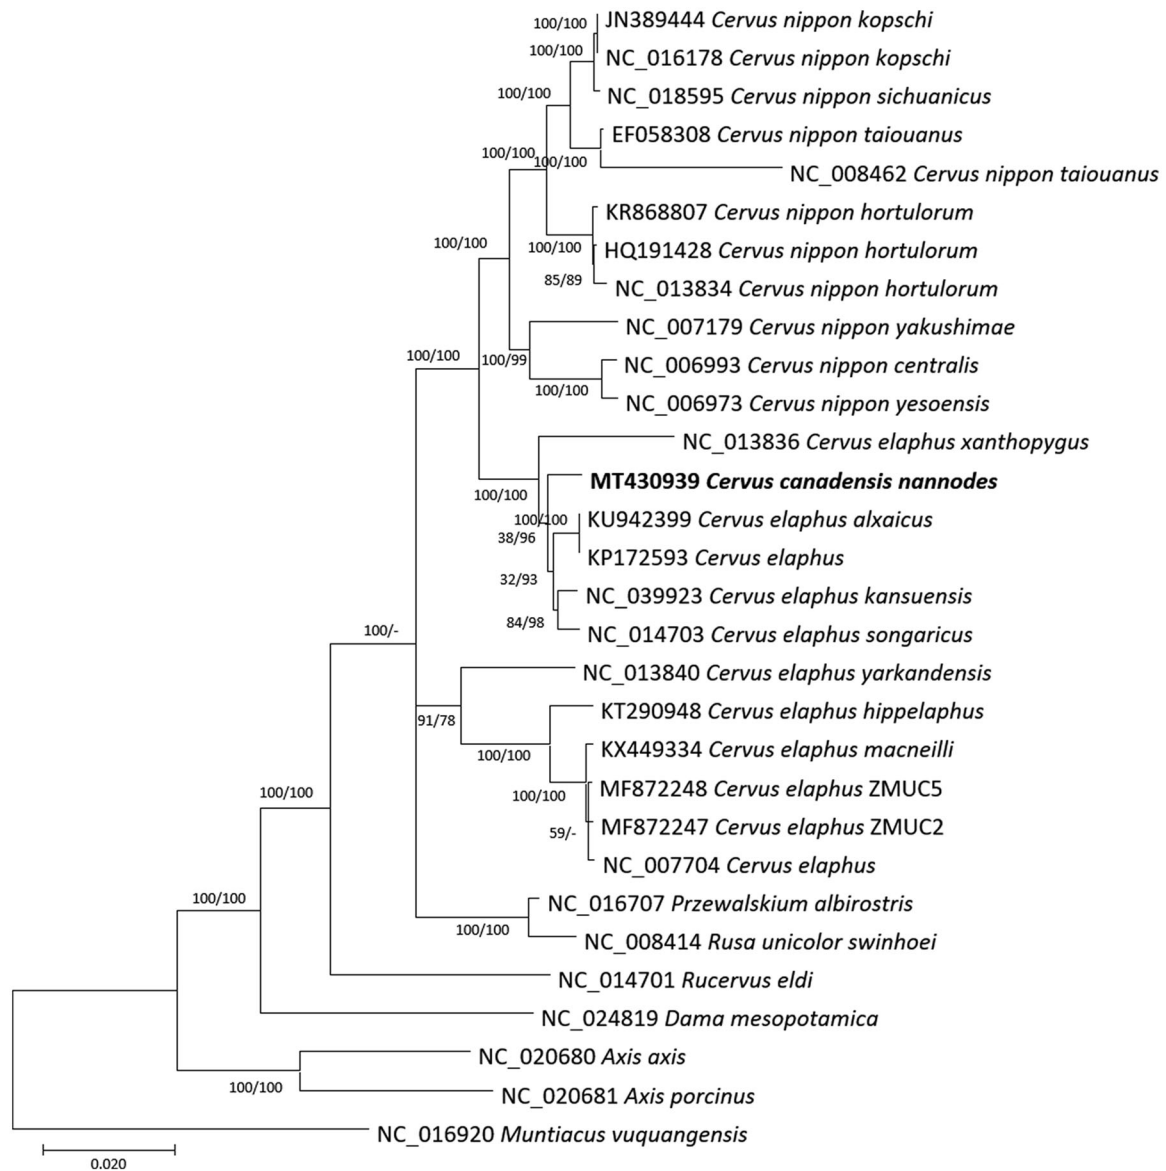 100/100
JN389444 Cervus nippon kopschi
100/100
NC_016178 Cervus nippon kopschi
100/100
NC_018595 Cervus nippon sichuanicus
EF058308 Cervus nippon taiouanus
100/100
100/100
NC_008462 Cervus nippon taiouanus
KR868807 Cervus nippon hortulorum
100/100
100/100
HQ191428 Cervus nippon hortulorum
85/89
NC_013834 Cervus nippon hortulorum
NC_007179 Cervus nippon yakushimae
100/100
100/99
NC_006993 Cervus nippon centralis
100/100
NC_006973 Cervus nippon yesoensis
NC_013836 Cervus elaphus xanthopygus
MT430939 Cervus canadensis nannodes
100/100
100/100
KU942399 Cervus elaphus alxaicus
38/96
KP172593 Cervus elaphus
32/93
NC_039923 Cervus elaphus kansuensis
84/98
NC_014703 Cervus elaphus songaricus
100/-
NC_013840 Cervus elaphus yarkandensis
KT290948 Cervus elaphus hippelaphus
91/78
100/100
KX449334 Cervus elaphus macneilli
MF872248 Cervus elaphus ZMUC5
100/100
100/100
MF872247 Cervus elaphus ZMUC2
59/-
NC_007704 Cervus elaphus
100/100
NC_016707 Przewalskium albirostris
100/100
NC_008414 Rusa unicolor swinhoei
NC_014701 Rucervus eldi
NC_024819 Dama mesopotamica
NC_020680 Axis axis
100/100
NC_020681 Axis porcinus
NC_016920 Muntiacus vuquangensis
0.020